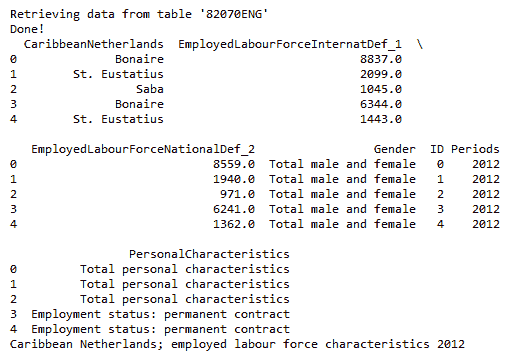 Retrieving data from table '82070ENG'
Done!
CaribbeanNetherlands EmployedLabourForceInternatDef_1 \
0 Bonaire 8837.0
1 St. Eustatius 2099.0
2 Saba 1045.0
3 Bonaire 6344.0
4 St. Eustatius 1443.0
EmployedLabourForceNationalDef_2 Gender ID Periods
0 8559.0 Total male and female 0 2012
1 1940.0 Total male and female 1 2012
2 971.0 Total male and female 2 2012
3 6241.0 Total male and female 3 2012
4 1362.0 Total male and female 4 2012
PersonalCharacteristics
0 Total personal characteristics
1 Total personal characteristics
2 Total personal characteristics
3 Employment status: permanent contract
4 Employment status: permanent contract
Caribbean Netherlands; employed labour force characteristics 2012